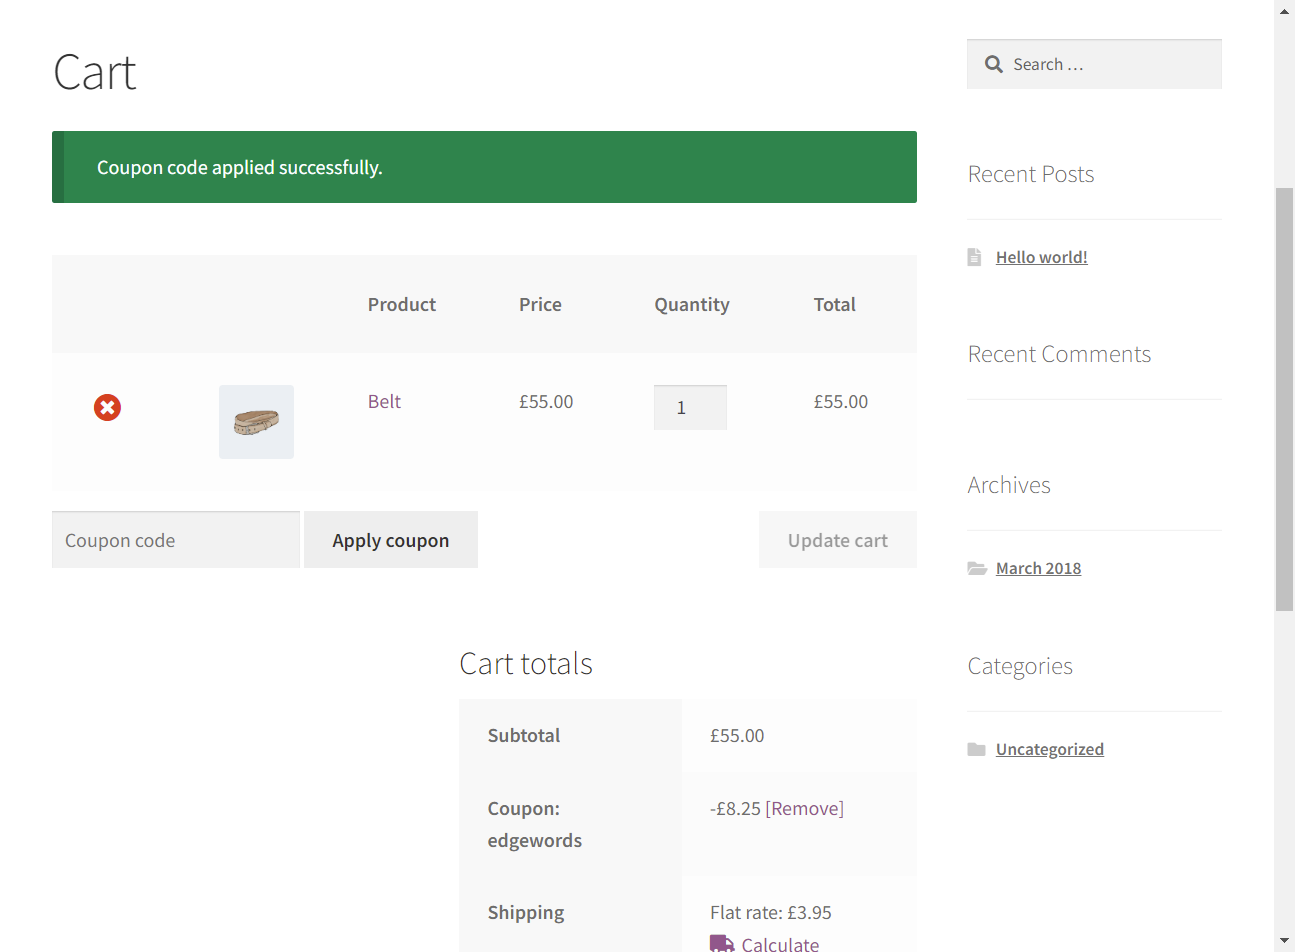 Cart
Search …
Coupon code applied successfully.
Recent Posts
Hello world!
Product Price Quantity Total
Belt £55.00 1 £55.00
Recent Comments
Archives
March 2018
Coupon code Apply coupon Update cart
Cart totals
Subtotal £55.00
Coupon: edgewords -£8.25 [Remove]
Shipping Flat rate: £3.95
Calculate
Categories
Uncategorized